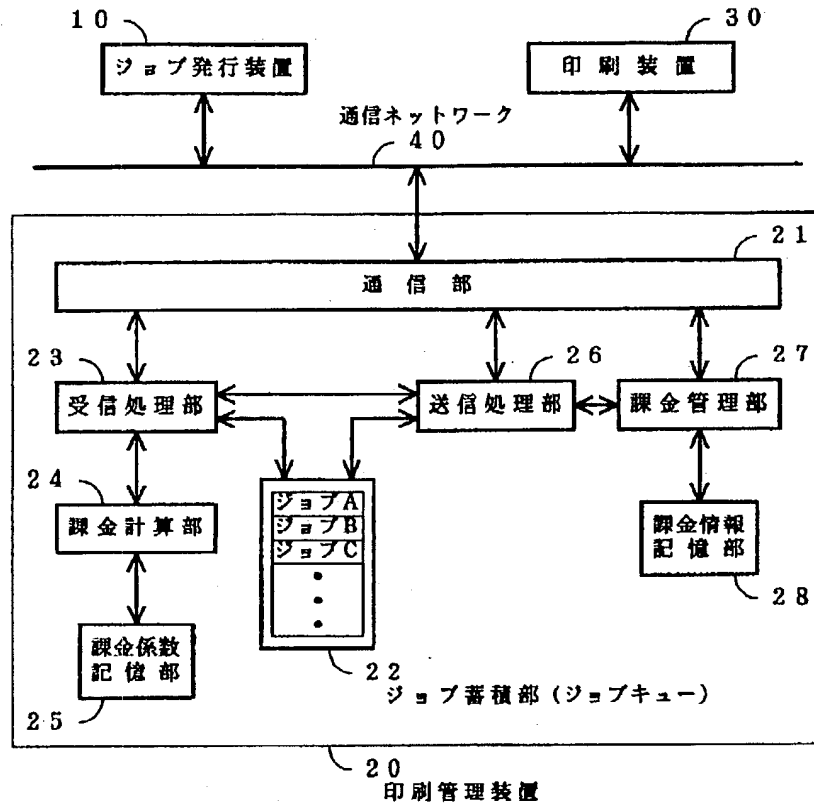 10
30
ジョブ発行装置
印刷装置
通信ネットワーク
40
21
通信部
23
26
27
受信処理部
送信処理部
課金管理部
24
ジョブA
ジョブB
ジョブC
課金計算部
課金情報
記憶部
28
課金係数
記憶部
22
ジョブ蓄積部(ジョブキュー)
25
20
印刷管理装置